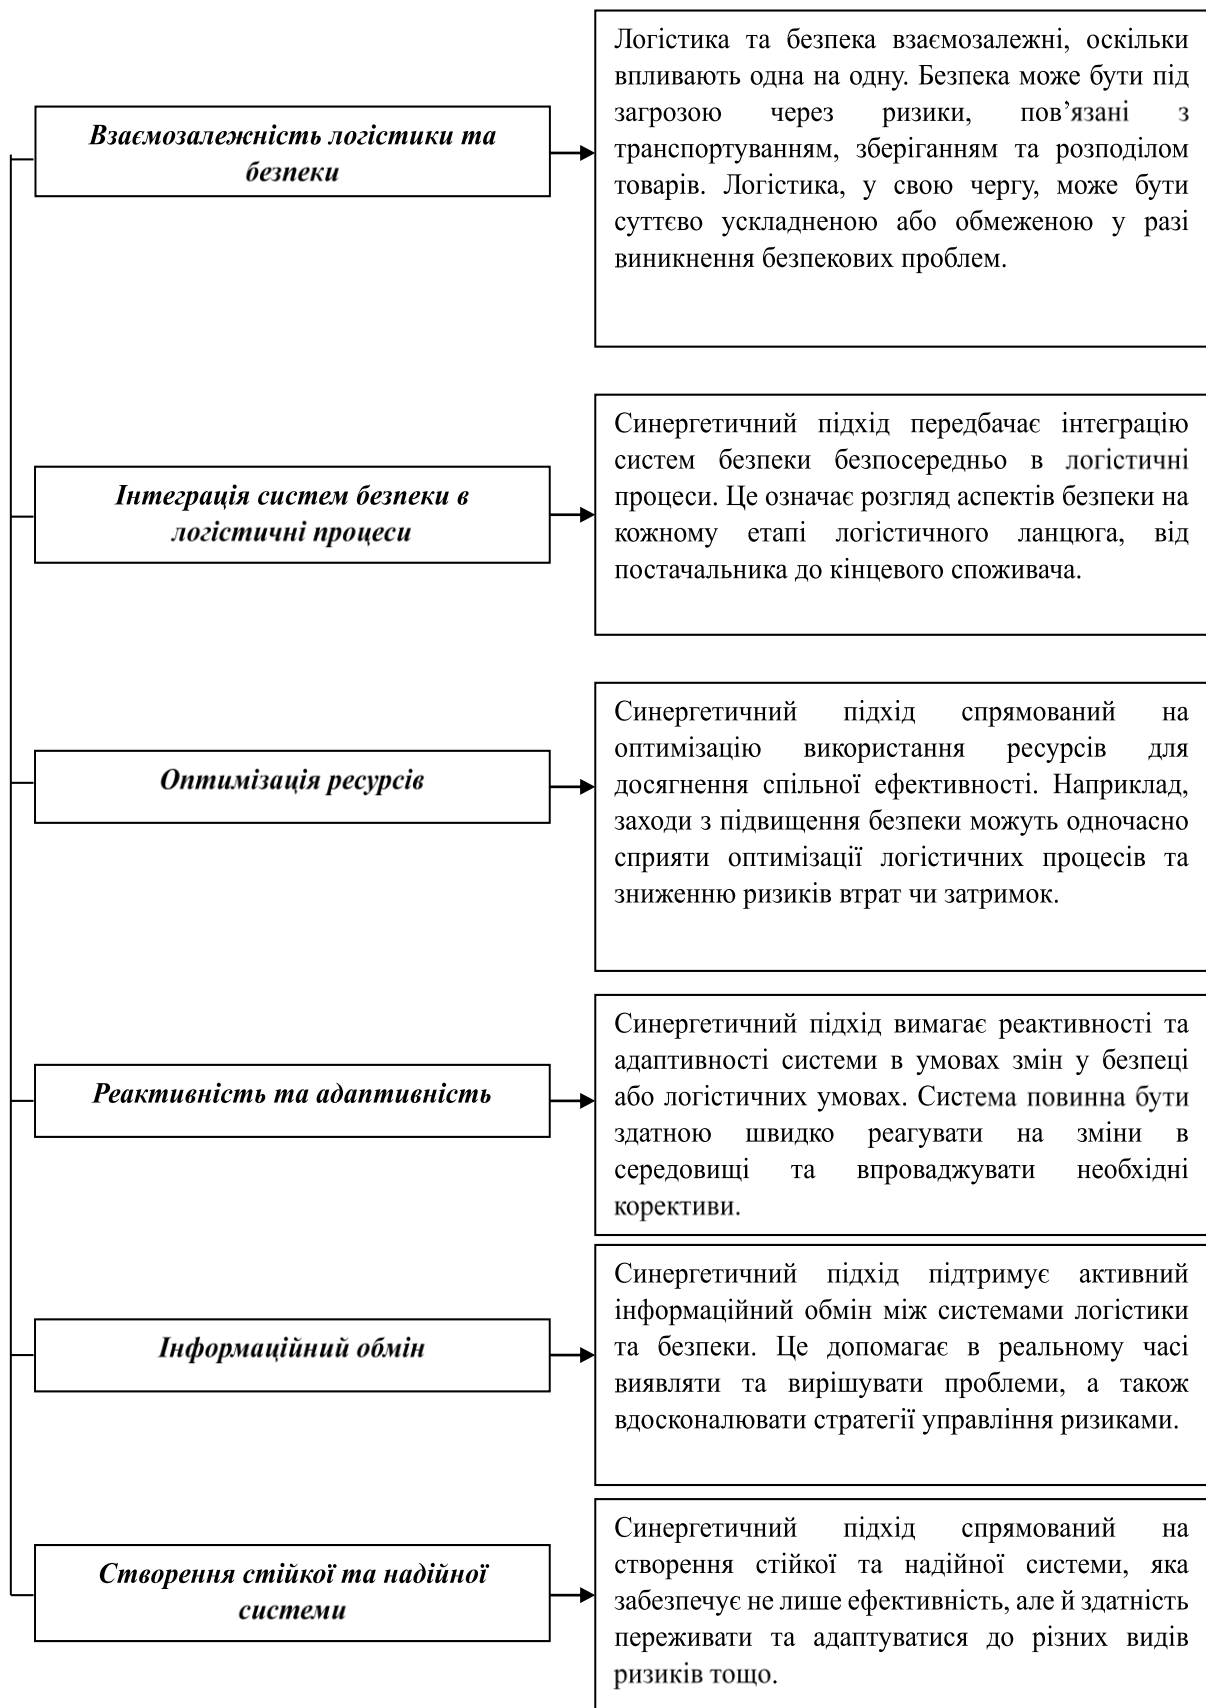 Взаємозалежність логістики та
безпеки
Логістика та безпека взаємозалежні, оскільки
впливають одна на одну. Безпека може бути під
загрозою через ризики, пов’язані з
транспортуванням, зберіганням та розподілом
товарів. Логістика, у свою чергу, може бути
суттєво ускладненою або обмеженою у разі
виникнення безпекових проблем.
Інтеграція систем безпеки в
логістичні процеси
Синергетичний підхід передбачає інтеграцію
систем безпеки безпосередньо в логістичні
процеси. Це означає розгляд аспектів безпеки на
кожному етапі логістичного ланцюга, від
постачальника до кінцевого споживача.
Оптимізація ресурсів
Синергетичний підхід спрямований на
оптимізацію використання ресурсів для
досягнення спільної ефективності. Наприклад,
заходи з підвищення безпеки можуть одночасно
сприяти оптимізації логістичних процесів та
зниженню ризиків втрат чи затримок.
Реактивність та адаптивність
Синергетичний підхід вимагає реактивності та
адаптивності системи в умовах змін у безпеці
або логістичних умовах. Система повинна бути
здатною швидко реагувати на зміни в
середовищі та впроваджувати необхідні
корективи.
Інформаційний обмін
Синергетичний підхід підтримує активний
інформаційний обмін між системами логістики
та безпеки. Це допомагає в реальному часі
виявляти та вирішувати проблеми, а також
вдосконалювати стратегії управління ризиками.
Створення стійкої та надійної
системи
Синергетичний підхід спрямований на
створення стійкої та надійної системи, яка
забезпечує не лише ефективність, але й здатність
переживати та адаптуватися до різних видів
ризиків тощо.